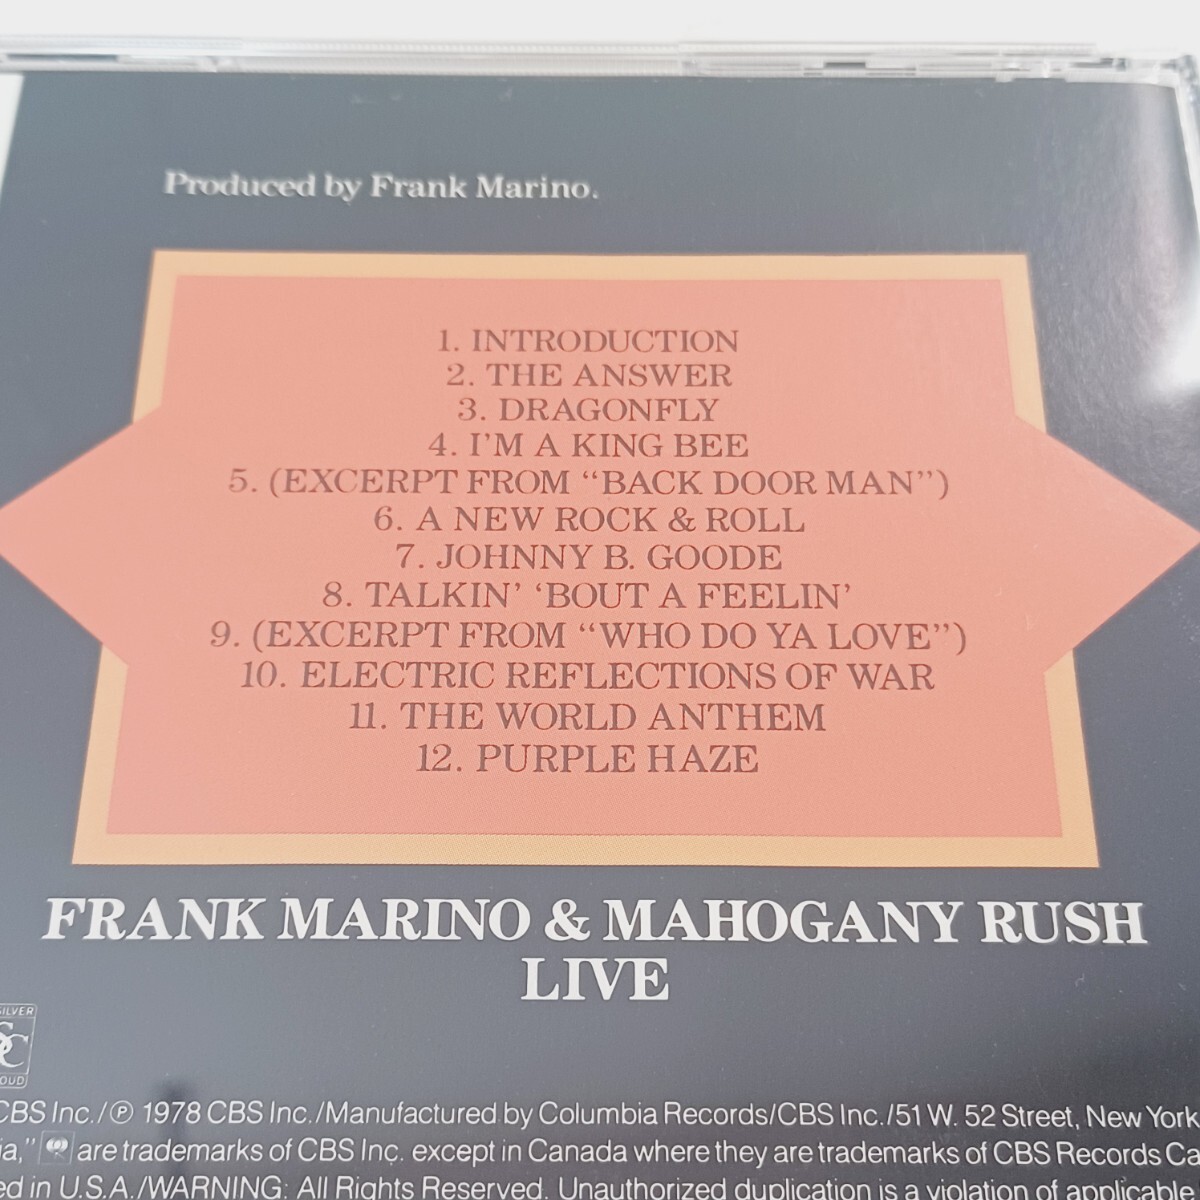 Produced by Frank Marino.
1. INTRODUCTION
2. THE ANSWER
3. DRAGONFLY
4. I'M A KING BEE
5. (EXCERPT FROM “BACK DOOR MAN”)
6. A NEW ROCK & ROLL
7. JOHNNY B. GOODE
8. TALKIN’ ‘BOUT A FEELIN’
9. (EXCERPT FROM “WHO DO YA LOVE”)
10. ELECTRIC REFLECTIONS OF WAR
11. THE WORLD ANTHEM
12. PURPLE HAZE
FRANK MARINO & MAHOGANY RUSH
LIVE
SILVER
CBS Inc./℗ 1978 CBS Inc./Manufactured by Columbia Records/CBS Inc./51 W. 52 Street, New York
are trademarks of CBS Inc. except in Canada where they are trademarks of CBS Records
in U.S.A./WARNING: All Rights Reserved. Unauthorized duplication is a violation of applicable